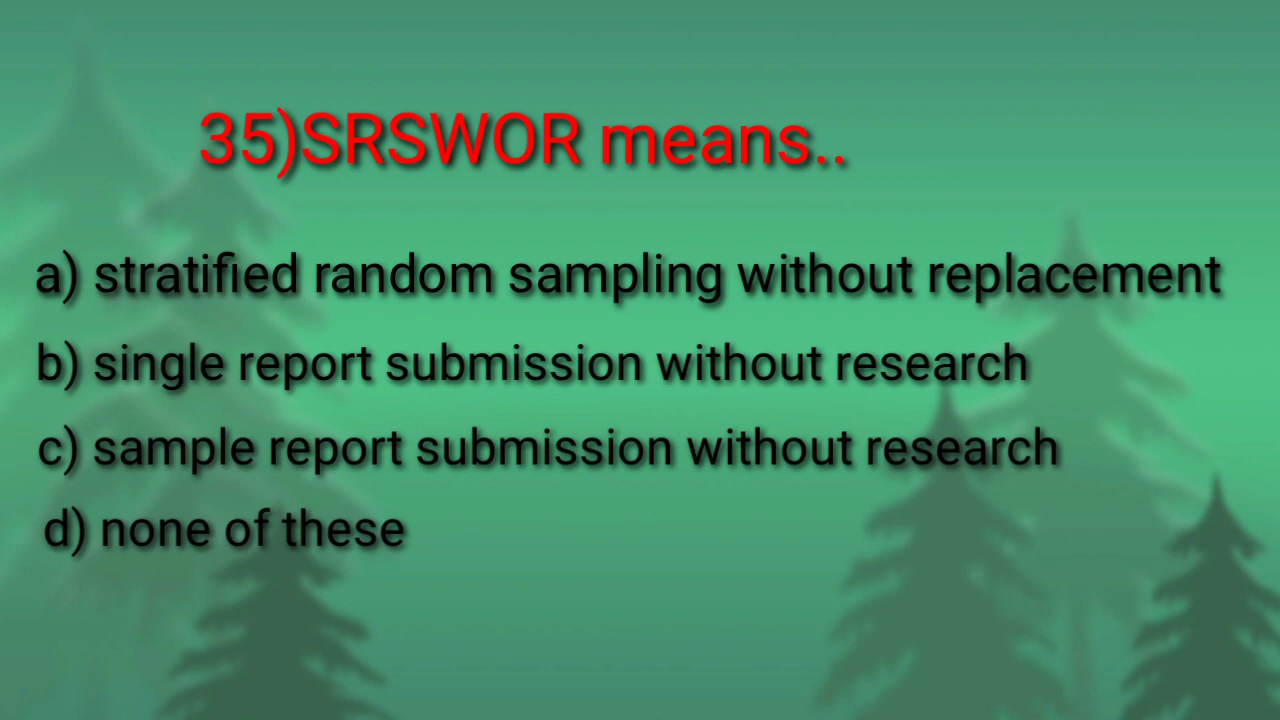 35)SRSWOR means..
a) stratified random sampling without replacement
b) single report submission without research
c) sample report submission without research
d) none of these